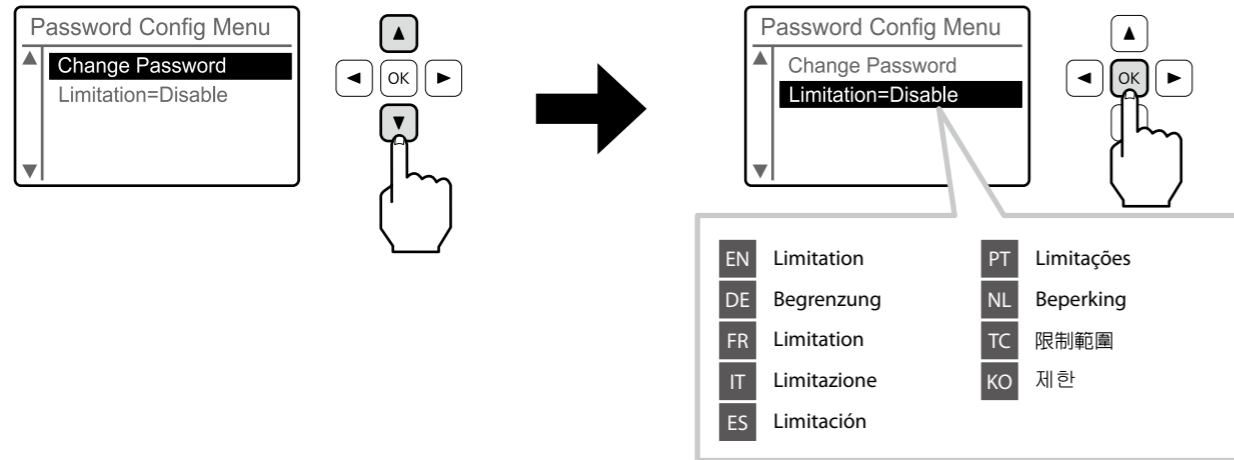 Password Config Menu
Change Password
Limitation=Disable
OK
Password Config Menu
Change Password
Limitation=Disable
OK
EN Limitation
DE Begrenzung
FR Limitation
IT Limitazione
ES Limitación
PT Limitações
NL Beperking
TC 限制範圍
KO 제한